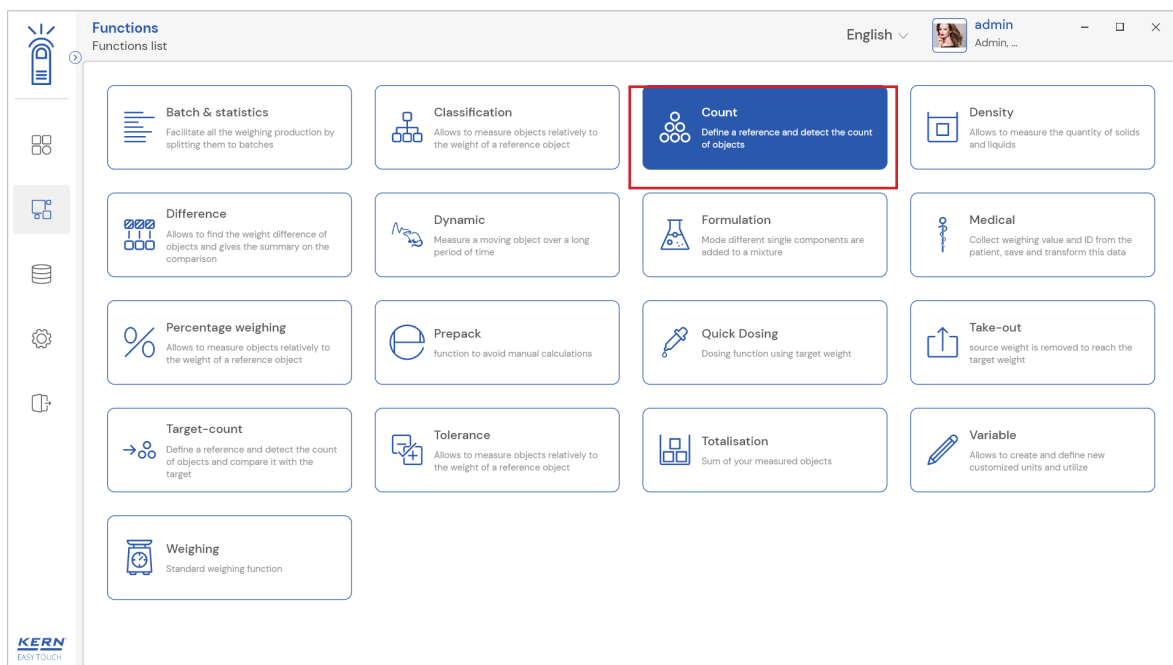 Functions
Functions list
English
admin
Admin, ...
Batch & statistics
Facilitate all the weighing production by
splitting them to batches
Classification
Allows to measure objects relatively to
the weight of a reference object
Count
Define a reference and detect the count
of objects
Density
Allows to measure the quantity of solids
and liquids
Difference
Allows to find the weight difference of
objects and gives the summary on the
comparison
Dynamic
Measure a moving object over a long
period of time
Formulation
Mode different single components are
added to a mixture
Medical
Collect weighing value and ID from the
patient, save and transform this data
Percentage weighing
Allows to measure objects relatively to
the weight of a reference object
Prepack
function to avoid manual calculations
Quick Dosing
Dosing function using target weight
Take-out
source weight is removed to reach the
target weight
Target-count
Define a reference and detect the count
of objects and compare it with the
target
Tolerance
Allows to measure objects relatively to
the weight of a reference object
Totalisation
Sum of your measured objects
Variable
Allows to create and define new
customized units and utilize
Weighing
Standard weighing function
KERN
EASY TOUCH